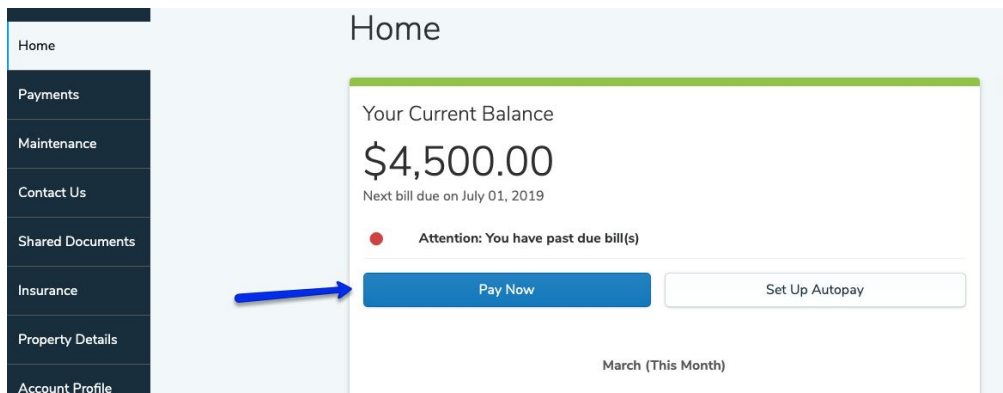 Home
Payments
Maintenance
Contact Us
Shared Documents
Insurance
Property Details
Account Profile
Home
Your Current Balance
$4,500.00
Next bill due on July 01, 2019
Attention: You have past due bill(s)
Pay Now
Set Up Autopay
March (This Month)